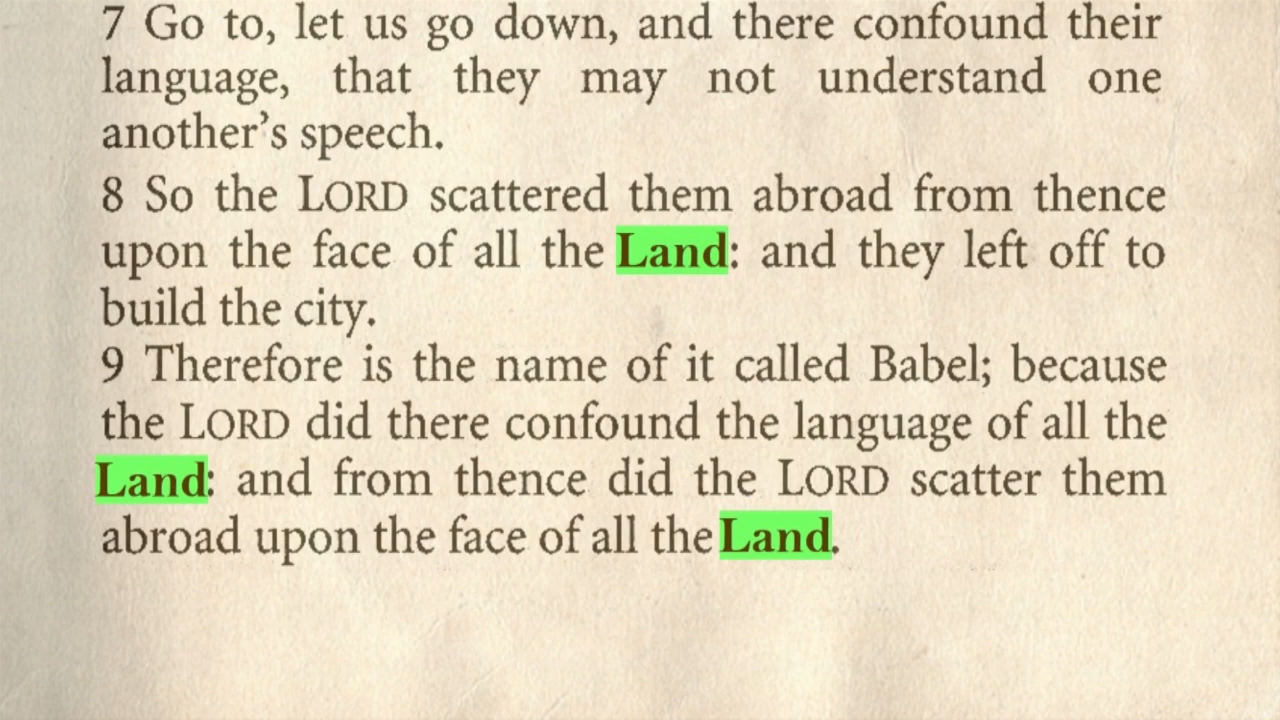 7 Go to, let us go down, and there confound their
language, that they may not understand one
another’s speech.
8 So the LORD scattered them abroad from thence
upon the face of all the Land: and they left off to
build the city.
9 Therefore is the name of it called Babel; because
the LORD did there confound the language of all the
Land: and from thence did the LORD scatter them
abroad upon the face of all the Land.